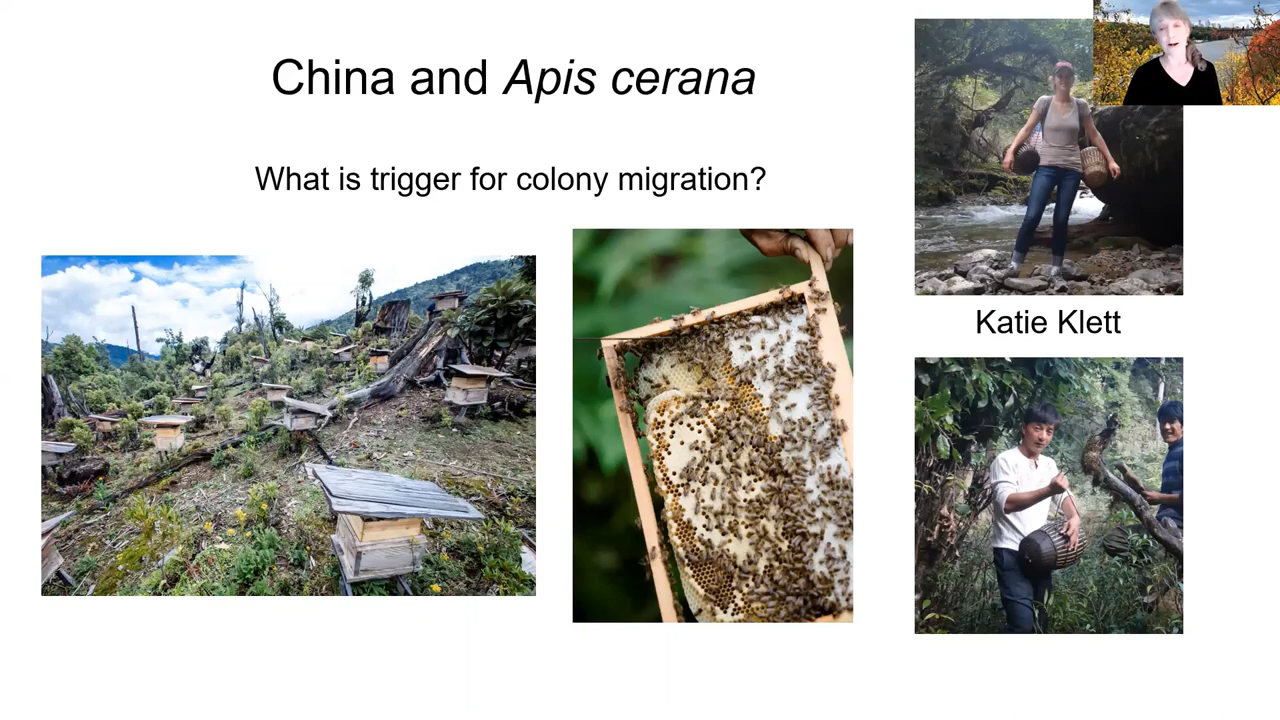 China and Apis cerana
What is trigger for colony migration?
Katie Klett